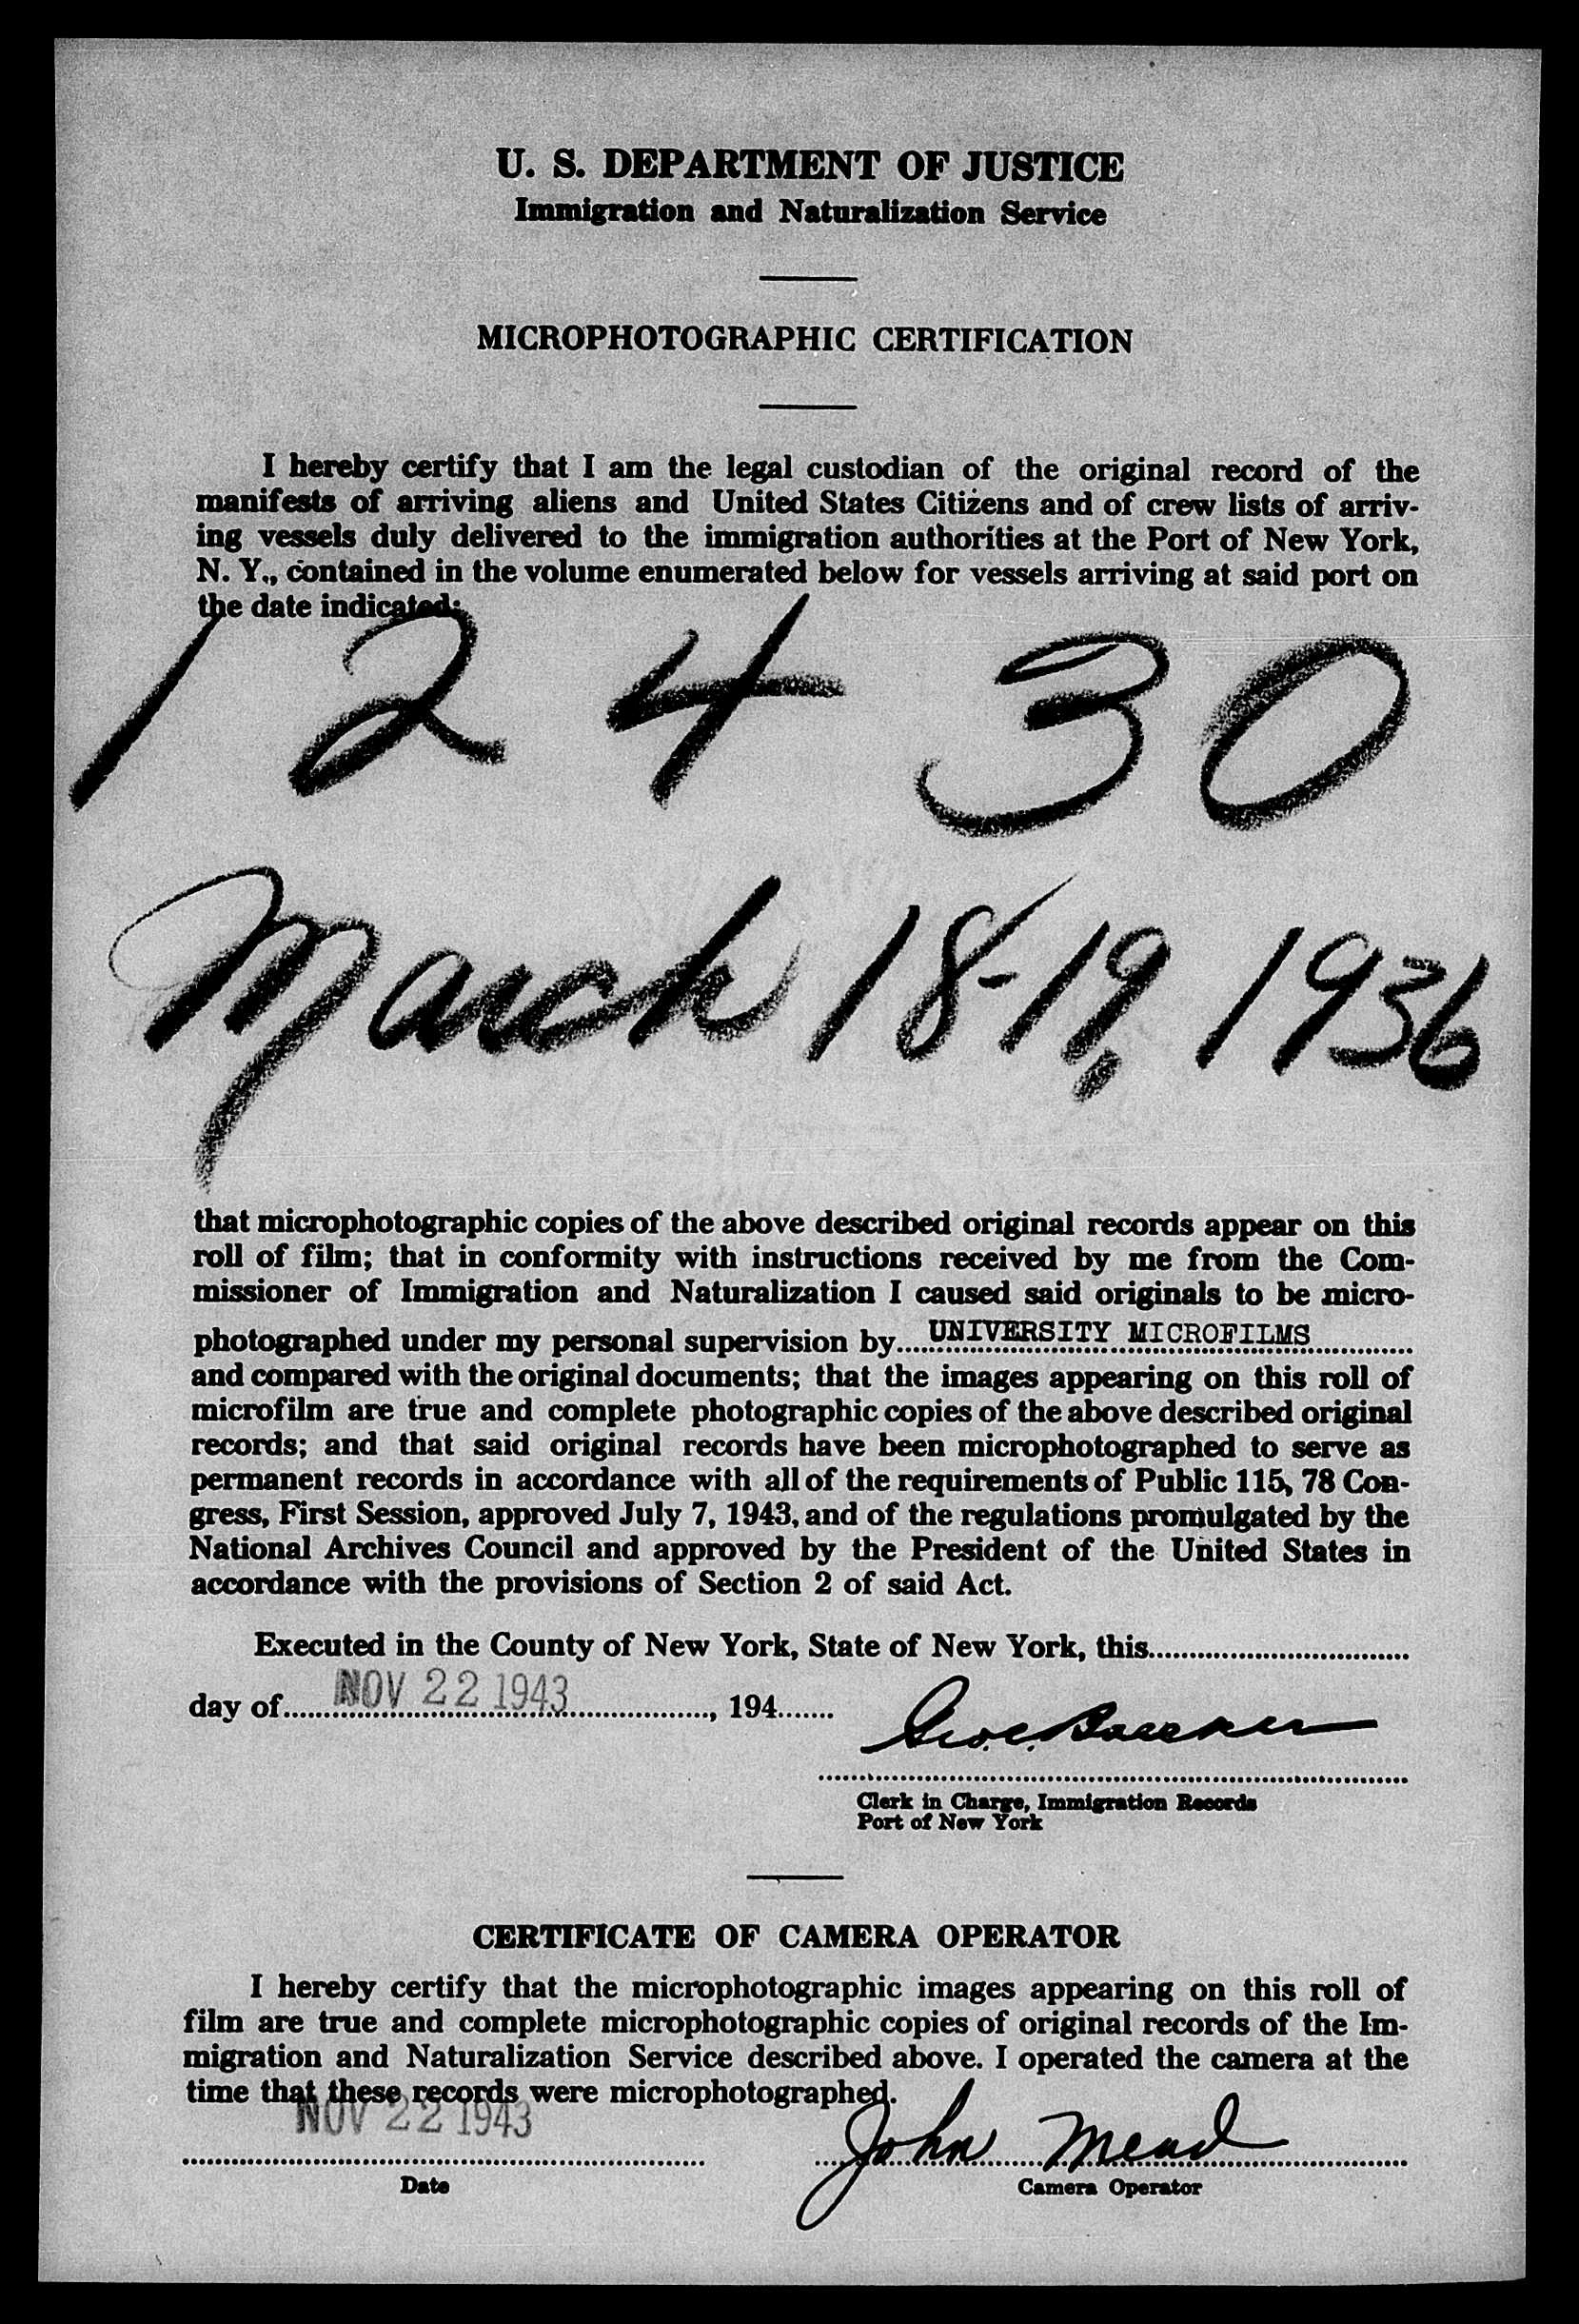 U. S. DEPARTMENT OF JUSTICE
Immigration and Naturalization Service
MICROPHOTOGRAPHIC CERTIFICATION
I hereby certify that I am the legal custodian of the original record of the
manifests of arriving aliens and United States Citizens and of crew lists of arriv-
ing vessels duly delivered to the immigration authorities at the Port of New York,
N. Y., contained in the volume enumerated below for vessels arriving at said port on
the date indicated:
1 2 4 3 0
March 18-19, 1936
that microphotographic copies of the above described original records appear on this
roll of film; that in conformity with instructions received by me from the Com-
missioner of Immigration and Naturalization I caused said originals to be micro-
photographed under my personal supervision by UNIVERSITY MICROFILMS
and compared with the original documents; that the images appearing on this roll of
microfilm are true and complete photographic copies of the above described original
records; and that said original records have been microphotographed to serve as
permanent records in accordance with all of the requirements of Public 115, 78 Con-
gress, First Session, approved July 7, 1943, and of the regulations promulgated by the
National Archives Council and approved by the President of the United States in
accordance with the provisions of Section 2 of said Act.
Executed in the County of New York, State of New York, this
day of NOV 22 1943, 194
Clerk in Charge, Immigration Records
Port of New York
CERTIFICATE OF CAMERA OPERATOR
I hereby certify that the microphotographic images appearing on this roll of
film are true and complete microphotographic copies of original records of the Im-
migration and Naturalization Service described above. I operated the camera at the
time that these records were microphotographed.
NOV 22 1943 John Mead
Date Camera Operator